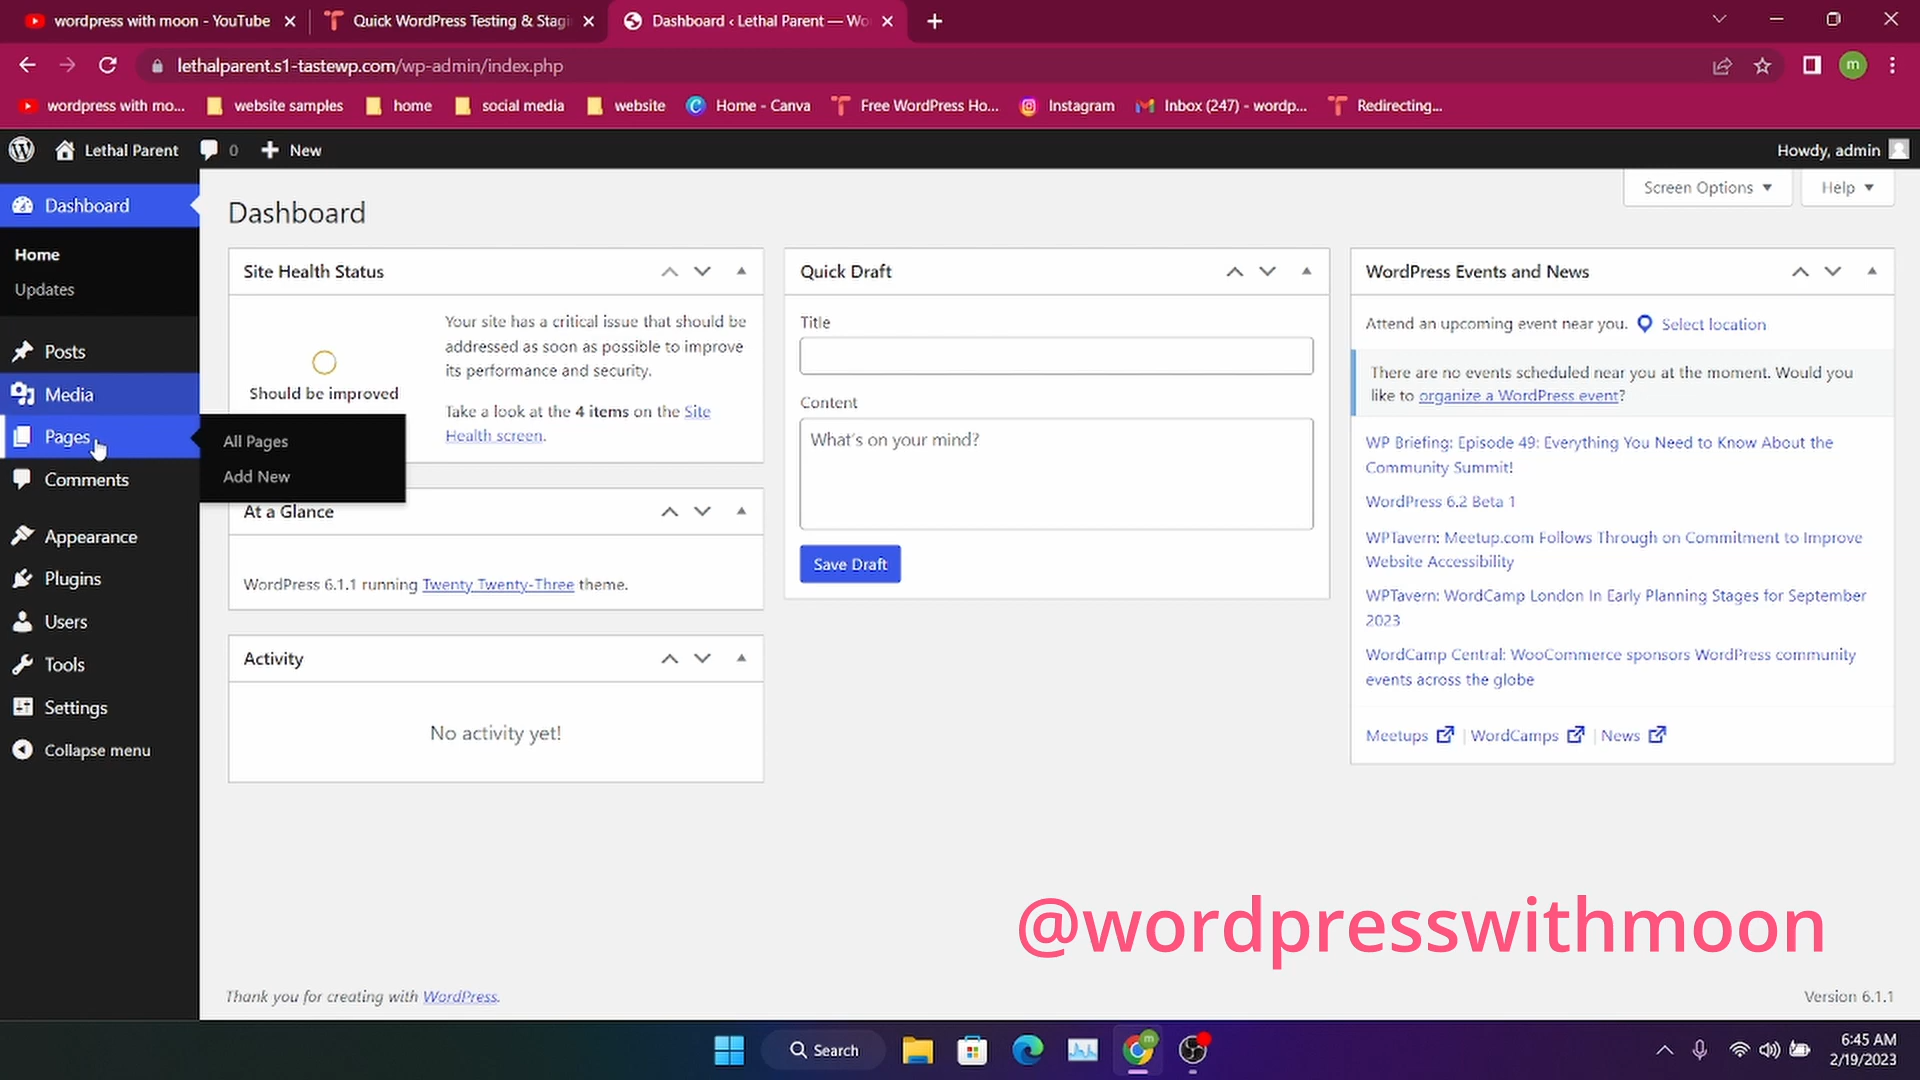 wordpress with moon - YouTube
Quick WordPress Testing & Stagi
Dashboard ‹ Lethal Parent — Wo
lethalparent.s1-tastewp.com/wp-admin/index.php
m
wordpress with mo...
website samples
home
social media
website
Home - Canva
Free WordPress Ho...
Instagram
Inbox (247) - wordp...
Redirecting...
Lethal Parent
0
New
Howdy, admin
Screen Options
Help
Dashboard
Home
Updates
Posts
Media
Pages
All Pages
Add New
Comments
Appearance
Plugins
Users
Tools
Settings
Collapse menu
Dashboard
Site Health Status
Should be improved
Your site has a critical issue that should be
addressed as soon as possible to improve
its performance and security.
Take a look at the 4 items on the Site
Health screen.
At a Glance
WordPress 6.1.1 running Twenty Twenty-Three theme.
Activity
No activity yet!
Quick Draft
Title
Content
What's on your mind?
Save Draft
WordPress Events and News
Attend an upcoming event near you. Select location
There are no events scheduled near you at the moment. Would you
like to organize a WordPress event?
WP Briefing: Episode 49: Everything You Need to Know About the
Community Summit!
WordPress 6.2 Beta 1
WPTavern: Meetup.com Follows Through on Commitment to Improve
Website Accessibility
WPTavern: WordCamp London In Early Planning Stages for September
2023
WordCamp Central: WooCommerce sponsors WordPress community
events across the globe
Meetups | WordCamps | News
@wordpresswithmoon
Thank you for creating with WordPress.
Version 6.1.1
Search
m
6:45 AM
2/19/2023